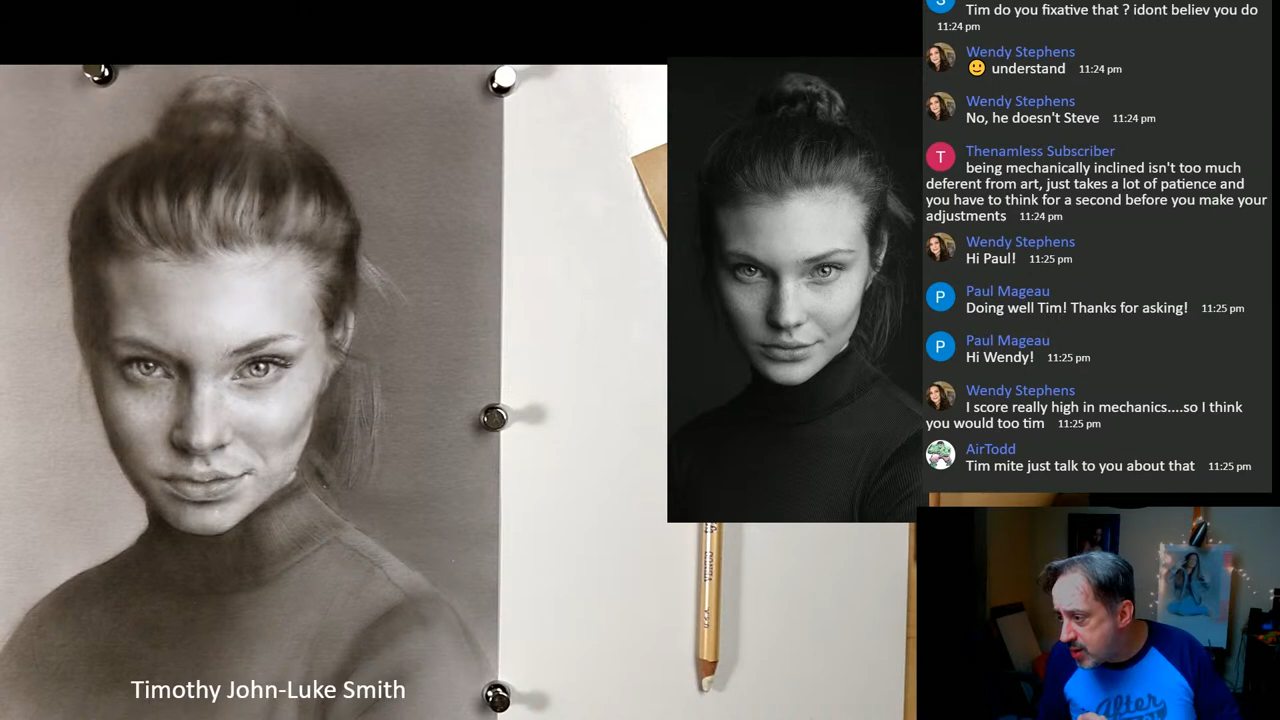 S
Tim do you fixative that ? idont believ you do
11:24 pm
Wendy Stephens
understand 11:24 pm
Wendy Stephens
No, he doesn't Steve 11:24 pm
T
Thenamless Subscriber
being mechanically inclined isn't too much
deferent from art, just takes a lot of patience and
you have to think for a second before you make your
adjustments 11:24 pm
Wendy Stephens
Hi Paul! 11:25 pm
P
Paul Mageau
Doing well Tim! Thanks for asking! 11:25 pm
P
Paul Mageau
Hi Wendy! 11:25 pm
Wendy Stephens
I score really high in mechanics....so I think
you would too tim 11:25 pm
AirTodd
Tim mite just talk to you about that 11:25 pm
Timothy John-Luke Smith
After